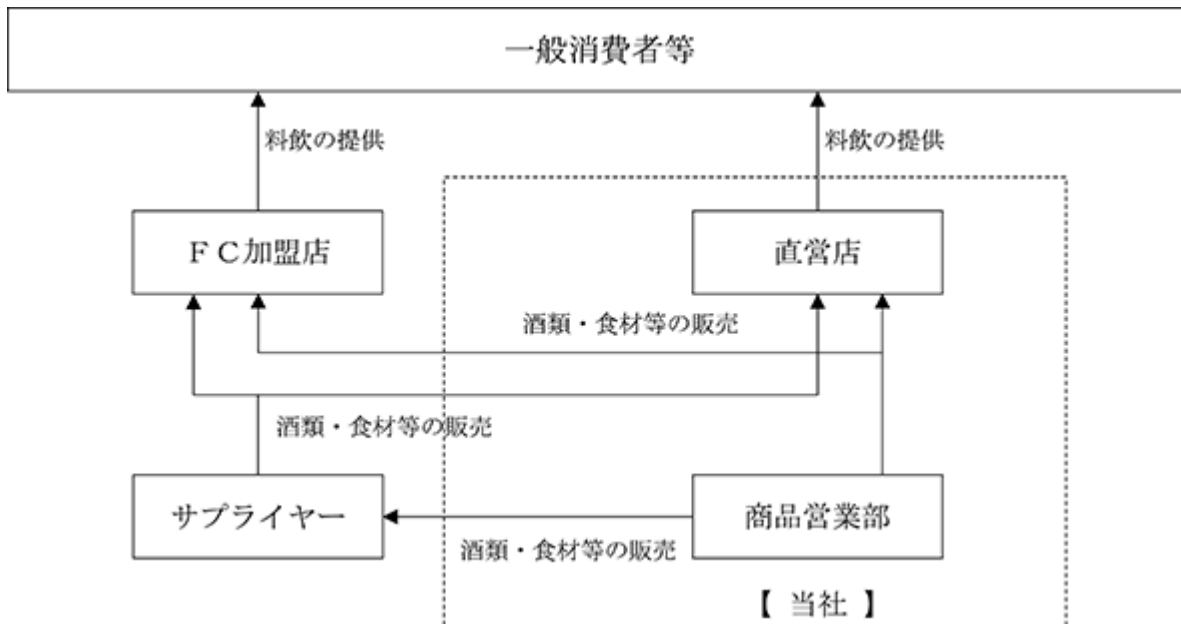 一般消費者等
料飲の提供
料飲の提供
ＦＣ加盟店
直営店
酒類・食材等の販売
酒類・食材等の販売
サプライヤー
商品営業部
酒類・食材等の販売
【 当社 】